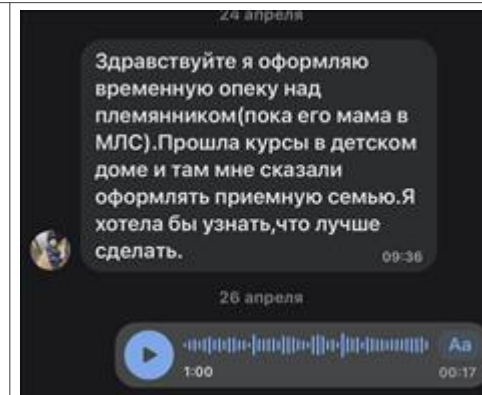 24 апреля
Здравствуйте я оформляю
временную опеку над
племянником(пока его мама в
МЛС).Прошла курсы в детском
доме и там мне сказали
оформлять приемную семью.Я
хотела бы узнать,что лучше
сделать.
09:36
26 апреля
Aa
1:00
00:17